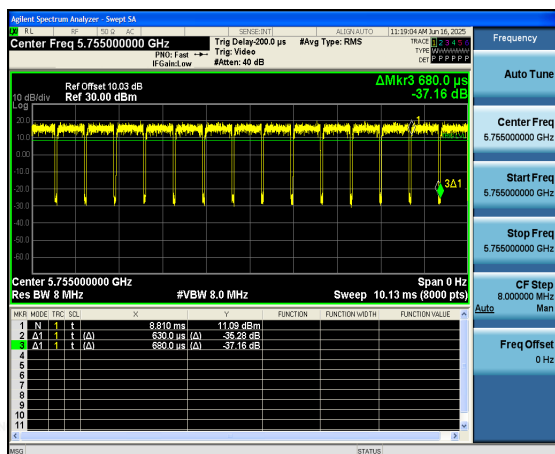 Agilent Spectrum Analyzer - Swept SA
RL RF 50 Ω AC SENSE:INT ALIGN AUTO 11:19:04 AM Jun 16, 2025
Center Freq 5.755000000 GHz
PNO: Fast
IFGain:Low
Trig Delay-200.0 µs
Trig: Video
#Atten: 40 dB
#Avg Type: RMS
TRACE 1 2 3 4 5 6
TYPE
DET P P P P P P
Ref Offset 10.03 dB
10 dB/div Ref 30.00 dBm
Log
ΔMkr3 680.0 µs
-37.16 dB
20.0
10.0
0.00
-10.0
-20.0
-30.0
-40.0
-50.0
-60.0
1
3Δ1
Center 5.755000000 GHz Span 0 Hz
Res BW 8 MHz #VBW 8.0 MHz Sweep 10.13 ms (8000 pts)
MKR MODE TRC SCL X Y FUNCTION FUNCTION WIDTH FUNCTION VALUE
1 N 1 t 8.810 ms 11.09 dBm
2 Δ1 1 t (Δ) 630.0 µs (Δ) -35.28 dB
3 Δ1 1 t (Δ) 680.0 µs (Δ) -37.16 dB
4
5
6
7
8
9
10
11
MSG STATUS
Frequency
Auto Tune
Center Freq
5.755000000 GHz
Start Freq
5.755000000 GHz
Stop Freq
5.755000000 GHz
CF Step
8.000000 MHz
Auto Man
Freq Offset
0 Hz